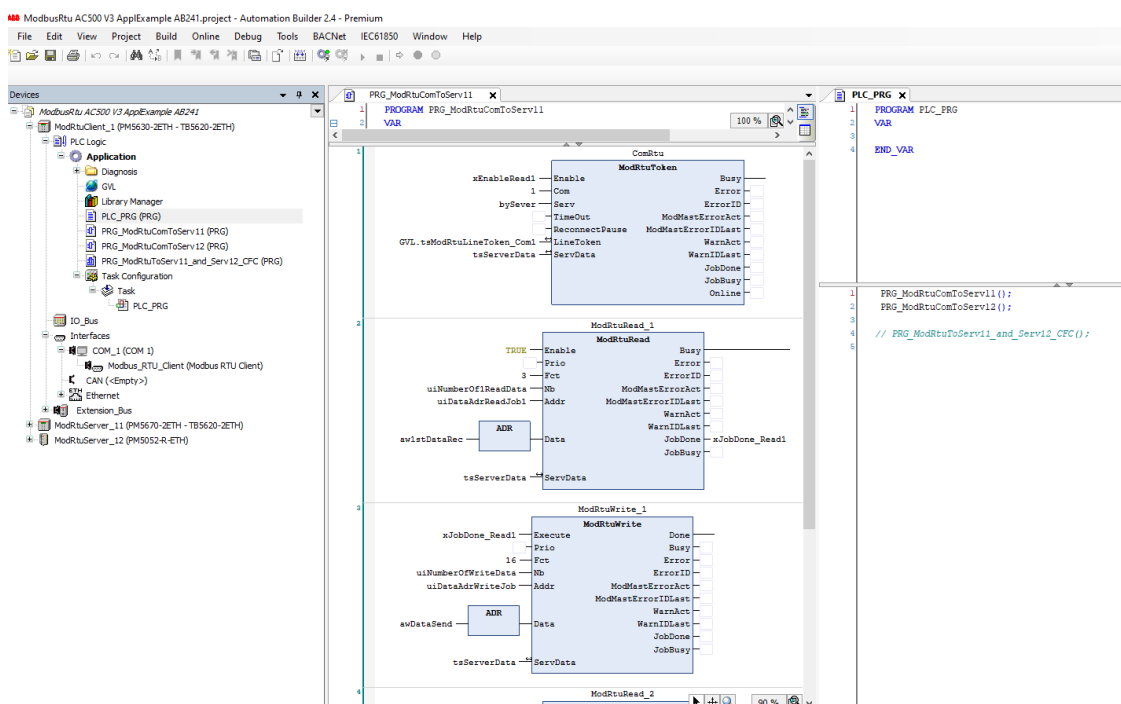 ModbusRtu AC500 V3 ApplExample AB241.project - Automation Builder 2.4 - Premium
File Edit View Project Build Online Debug Tools BACNet IEC61850 Window Help
Devices
ModbusRtu AC500 V3 ApplExample AB241
ModRtuClient_1 (PM5630-2ETH - TB5620-2ETH)
PLC Logic
Application
Diagnosis
GVL
Library Manager
PLC_PRG (PRG)
PRG_ModRtuComToServ11 (PRG)
PRG_ModRtuComToServ12 (PRG)
PRG_ModRtuToServ11_and_Serv12_CFC (PRG)
Task Configuration
Task
PLC_PRG
IO_Bus
Interfaces
COM_1 (COM 1)
Modbus_RTU_Client (Modbus RTU Client)
CAN (<Empty>)
Ethernet
Extension_Bus
ModRtuServer_11 (PM5670-2ETH - TB5620-2ETH)
ModRtuServer_12 (PM5052-R-ETH)
PRG_ModRtuComToServ11
1 PROGRAM PRG_ModRtuComToServ11
2 VAR
100 %
1
ComRtu
ModRtuToken
xEnableRead1 Enable Busy
1 Com Error
bySever Serv ErrorID
TimeOut ModMastErrorAct
ReconnectPause ModMastErrorIDLast
GVL.tsModRtuLineToken_Com1 LineToken WarnAct
tsServerData ServData WarnIDLast
JobDone
JobBusy
Online
2
ModRtuRead_1
ModRtuRead
TRUE Enable Busy
Prio Error
3 Fct ErrorID
uiNumberOf1ReadData Nb ModMastErrorAct
uiDataAdrReadJob1 Addr ModMastErrorIDLast
WarnAct
WarnIDLast
ADR
aw1stDataRec Data JobDone xJobDone_Read1
JobBusy
tsServerData ServData
3
ModRtuWrite_1
ModRtuWrite
xJobDone_Read1 Execute Done
Prio Busy
16 Fct Error
uiNumberOfWriteData Nb ErrorID
uiDataAdrWriteJob Addr ModMastErrorAct
ModMastErrorIDLast
WarnAct
ADR
awDataSend Data WarnIDLast
JobDone
JobBusy
tsServerData ServData
4
ModRtuRead_2
90 %
PLC_PRG
1 PROGRAM PLC_PRG
2 VAR
3
4 END_VAR
1 PRG_ModRtuComToServ11();
2 PRG_ModRtuComToServ12();
3
4 // PRG_ModRtuToServ11_and_Serv12_CFC();
5